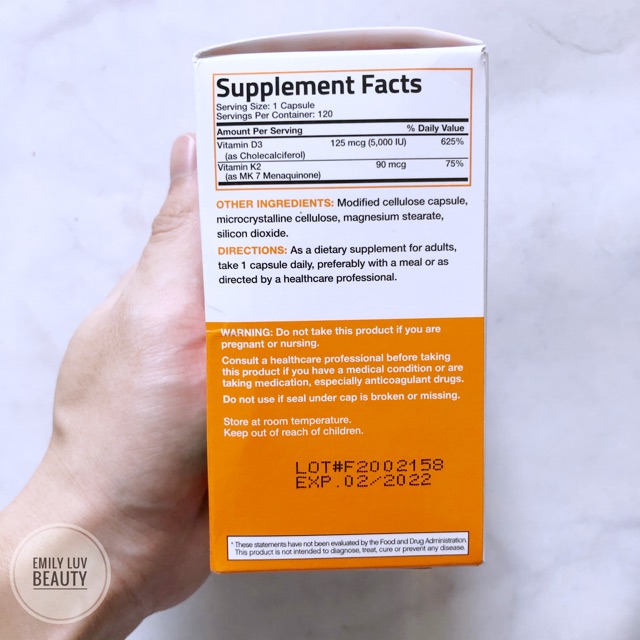 Supplement Facts
Serving Size: 1 Capsule
Servings Per Container: 120
Amount Per Serving % Daily Value
Vitamin D3 125 mcg (5,000 IU) 625%
(as Cholecalciferol)
Vitamin K2 90 mcg 75%
(as MK 7 Menaquinone)
OTHER INGREDIENTS: Modified cellulose capsule,
microcrystalline cellulose, magnesium stearate,
silicon dioxide.
DIRECTIONS: As a dietary supplement for adults,
take 1 capsule daily, preferably with a meal or as
directed by a healthcare professional.
WARNING: Do not take this product if you are
pregnant or nursing.
Consult a healthcare professional before taking
this product if you have a medical condition or are
taking medication, especially anticoagulant drugs.
Do not use if seal under cap is broken or missing.
Store at room temperature.
Keep out of reach of children.
LOT#F2002158
EXP.02/2022
* These statements have not been evaluated by the Food and Drug Administration.
This product is not intended to diagnose, treat, cure or prevent any disease.
EMILY LUV
BEAUTY